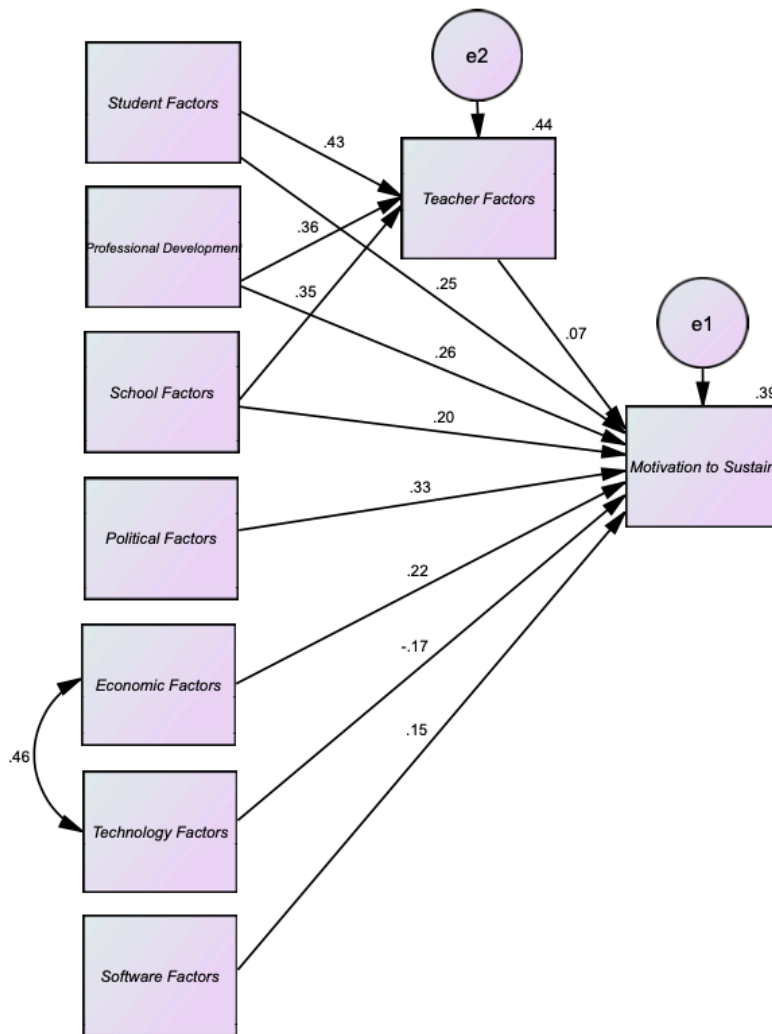 e2
Student Factors
.44
.43
Teacher Factors
Professional Development
.36
.25
e1
.35
.07
.26
.39
School Factors
.20
Motivation to Sustain
.33
Political Factors
.22
-.17
Economic Factors
.15
.46
Technology Factors
Software Factors